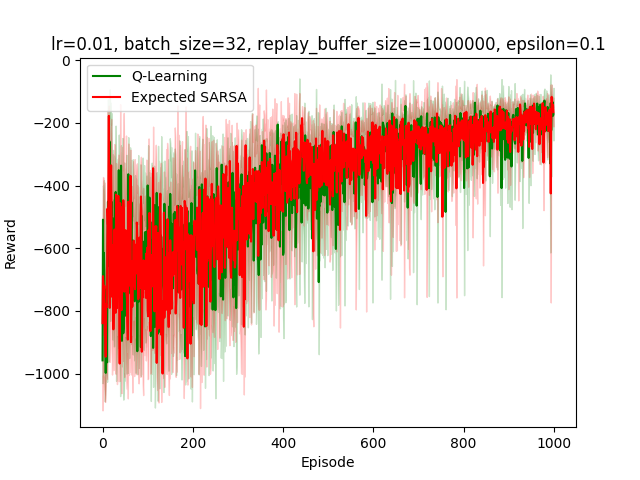 lr=0.01, batch_size=32, replay_buffer_size=1000000, epsilon=0.1
Q-Learning
Expected SARSA
0
−200
−400
−600
−800
−1000
Reward
0
200
400
600
800
1000
Episode